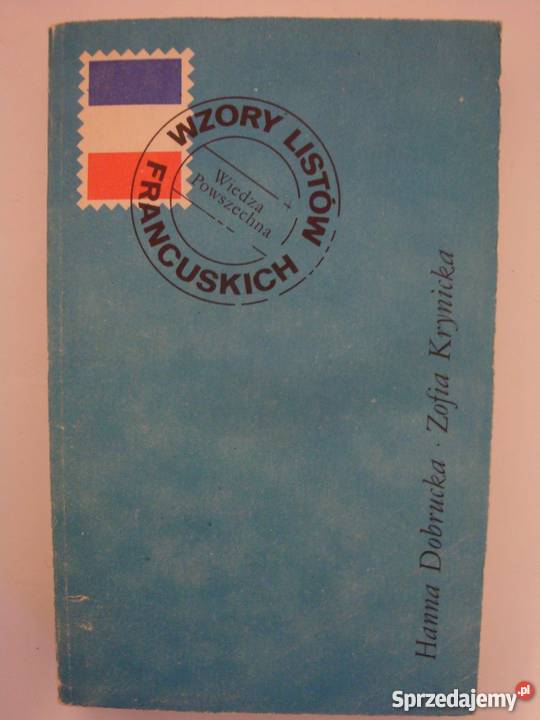 WZORY LISTÓW
FRANCUSKICH
Wiedza
Powszechna
Hanna Dobrucka · Zofia Krynicka
Sprzedajemy.pl